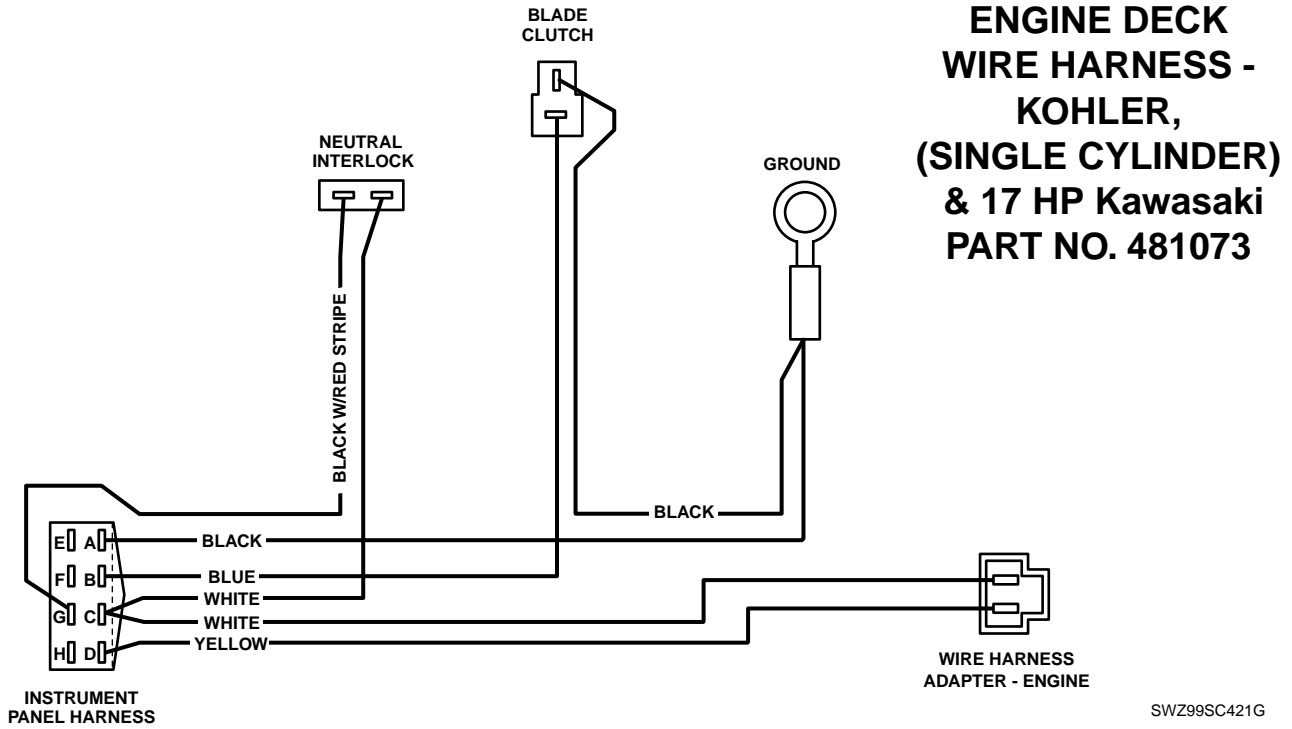 ENGINE DECK
WIRE HARNESS -
KOHLER,
(SINGLE CYLINDER)
& 17 HP Kawasaki
PART NO. 481073
BLADE
CLUTCH
NEUTRAL
INTERLOCK
GROUND
BLACK W/RED STRIPE
BLACK
E A
BLACK
F B
BLUE
WHITE
G C
WHITE
YELLOW
H D
WIRE HARNESS
ADAPTER - ENGINE
INSTRUMENT
PANEL HARNESS
SWZ99SC421G